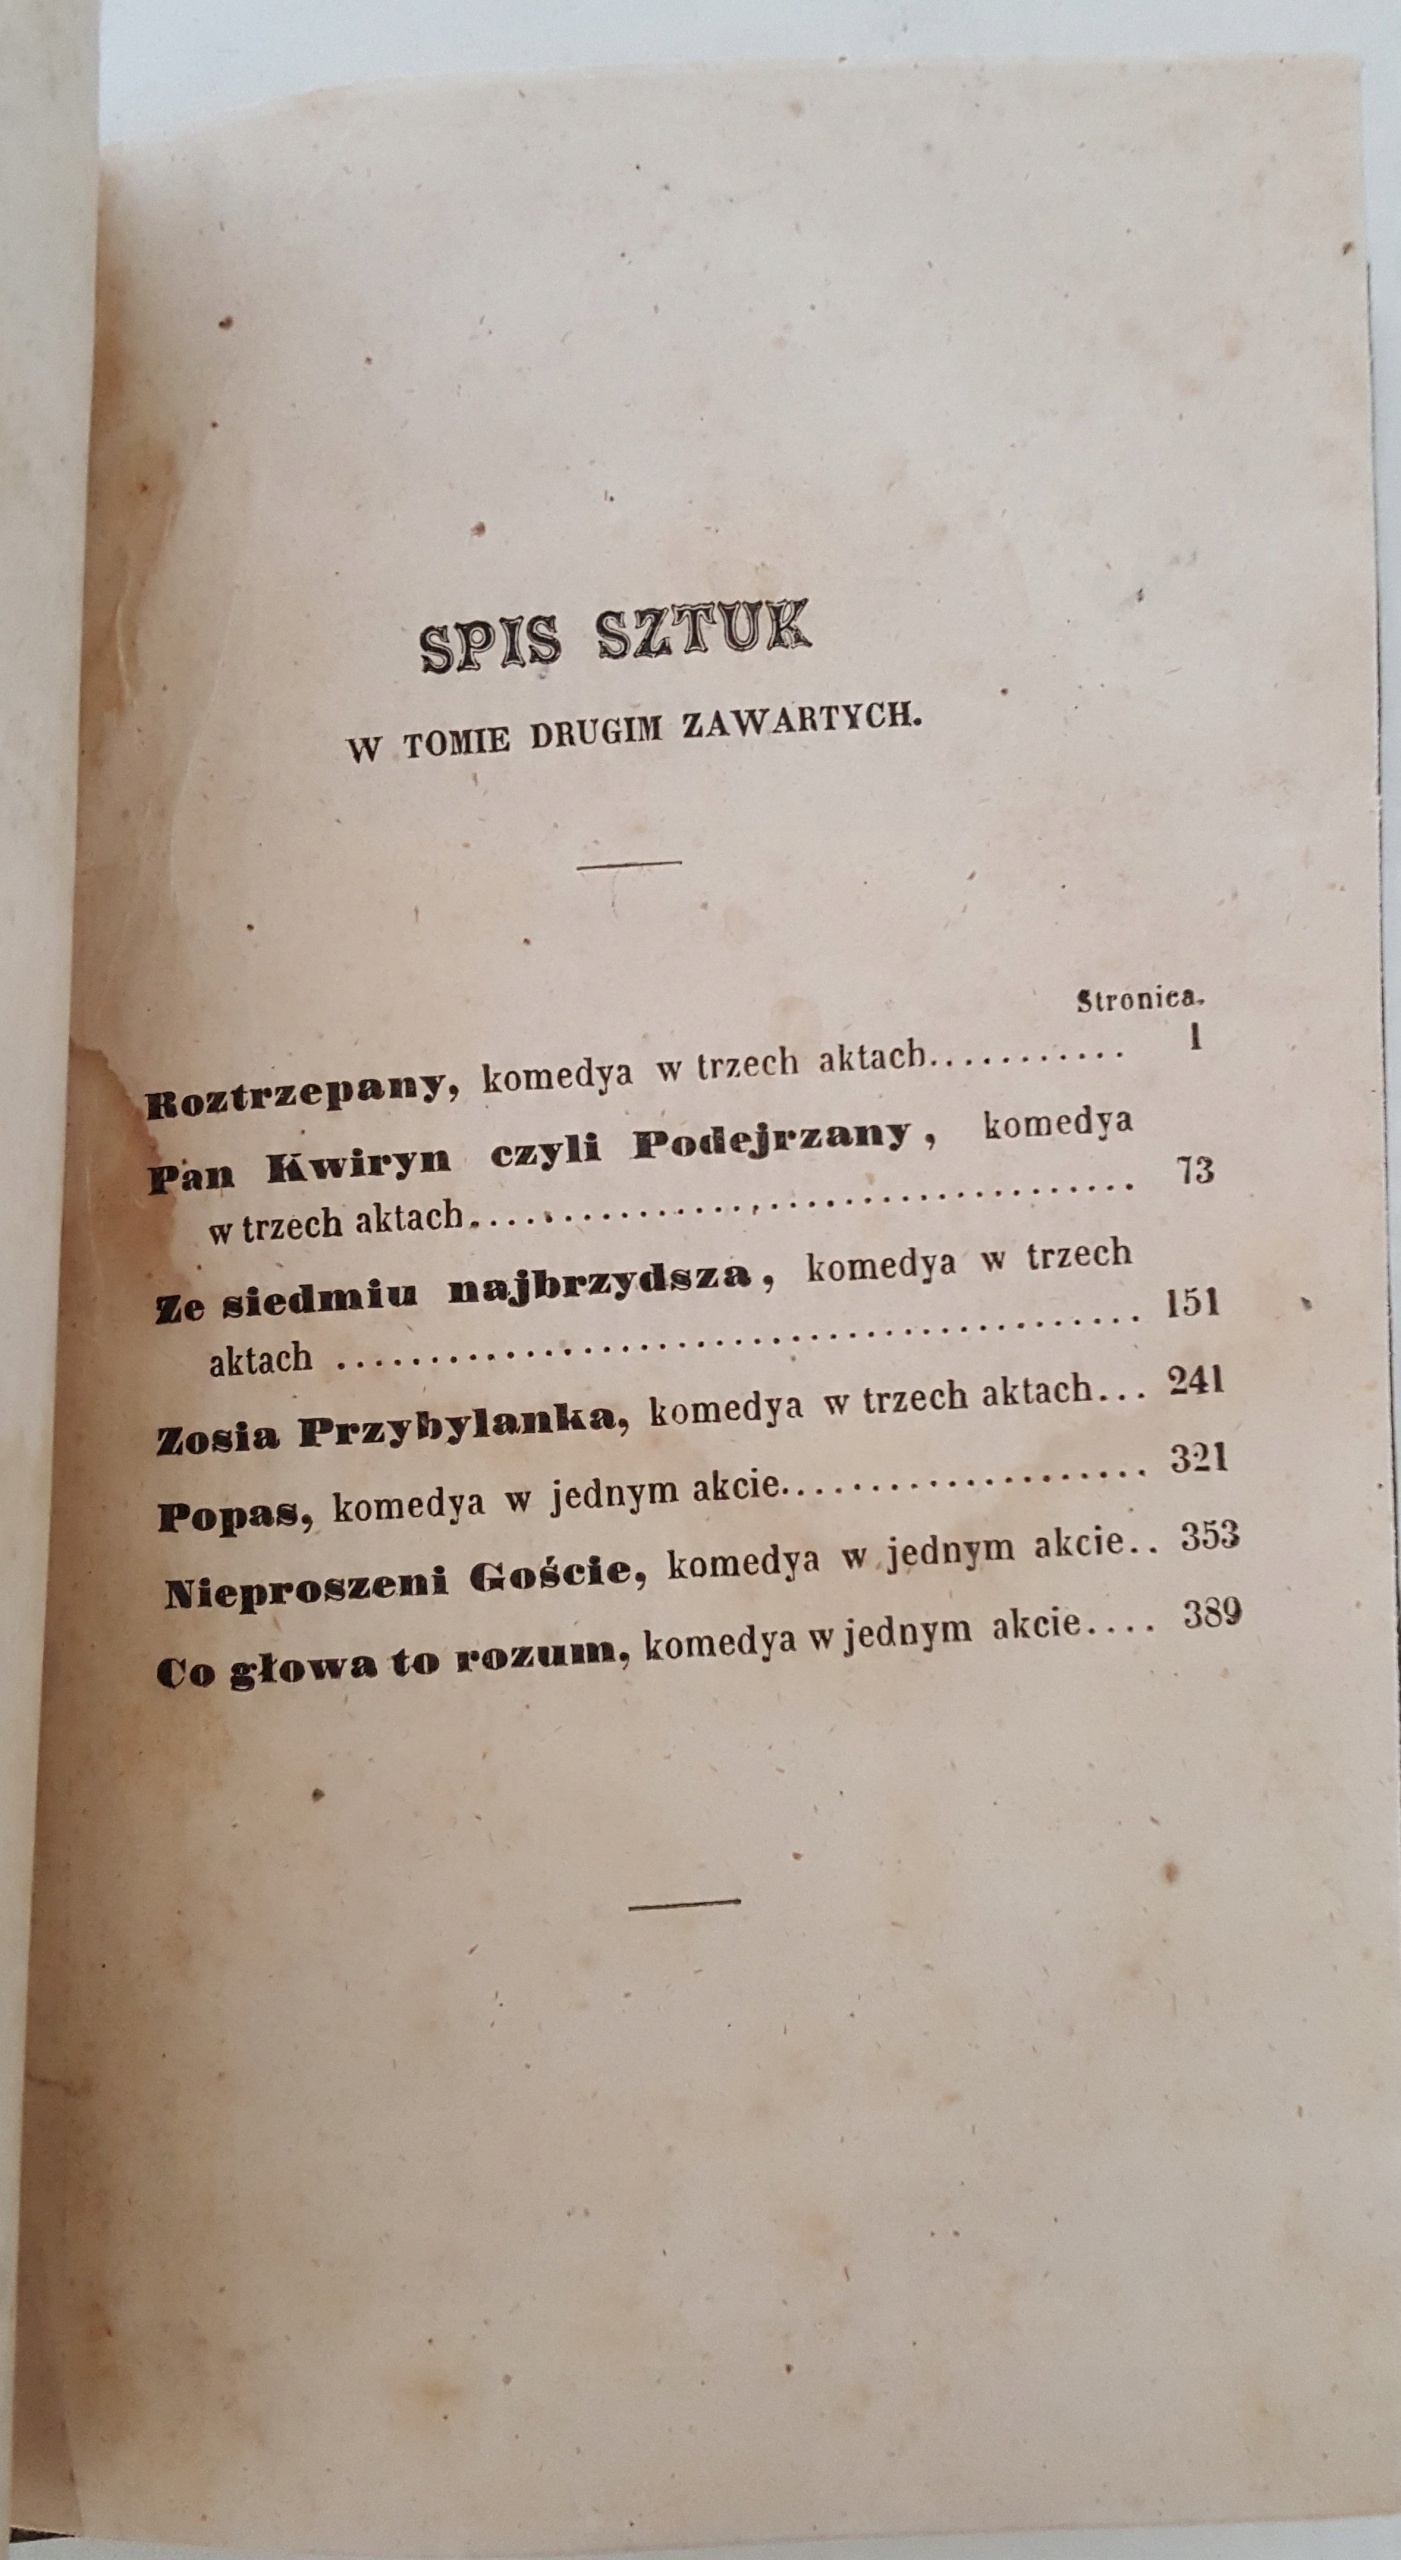 SPIS SZTUK
W TOMIE DRUGIM ZAWARTYCH.
Stronica.
Roztrzepany, komedya w trzech aktach........... 1
Pan Kwiryn czyli Podejrzany, komedya
w trzech aktach................................... 73
Ze siedmiu najbrzydsza, komedya w trzech
aktach ........................................... 151
Zosia Przybylanka, komedya w trzech aktach... 241
Popas, komedya w jednym akcie.................... 321
Nieproszeni Goście, komedya w jednym akcie.. 353
Co głowa to rozum, komedya w jednym akcie.... 389